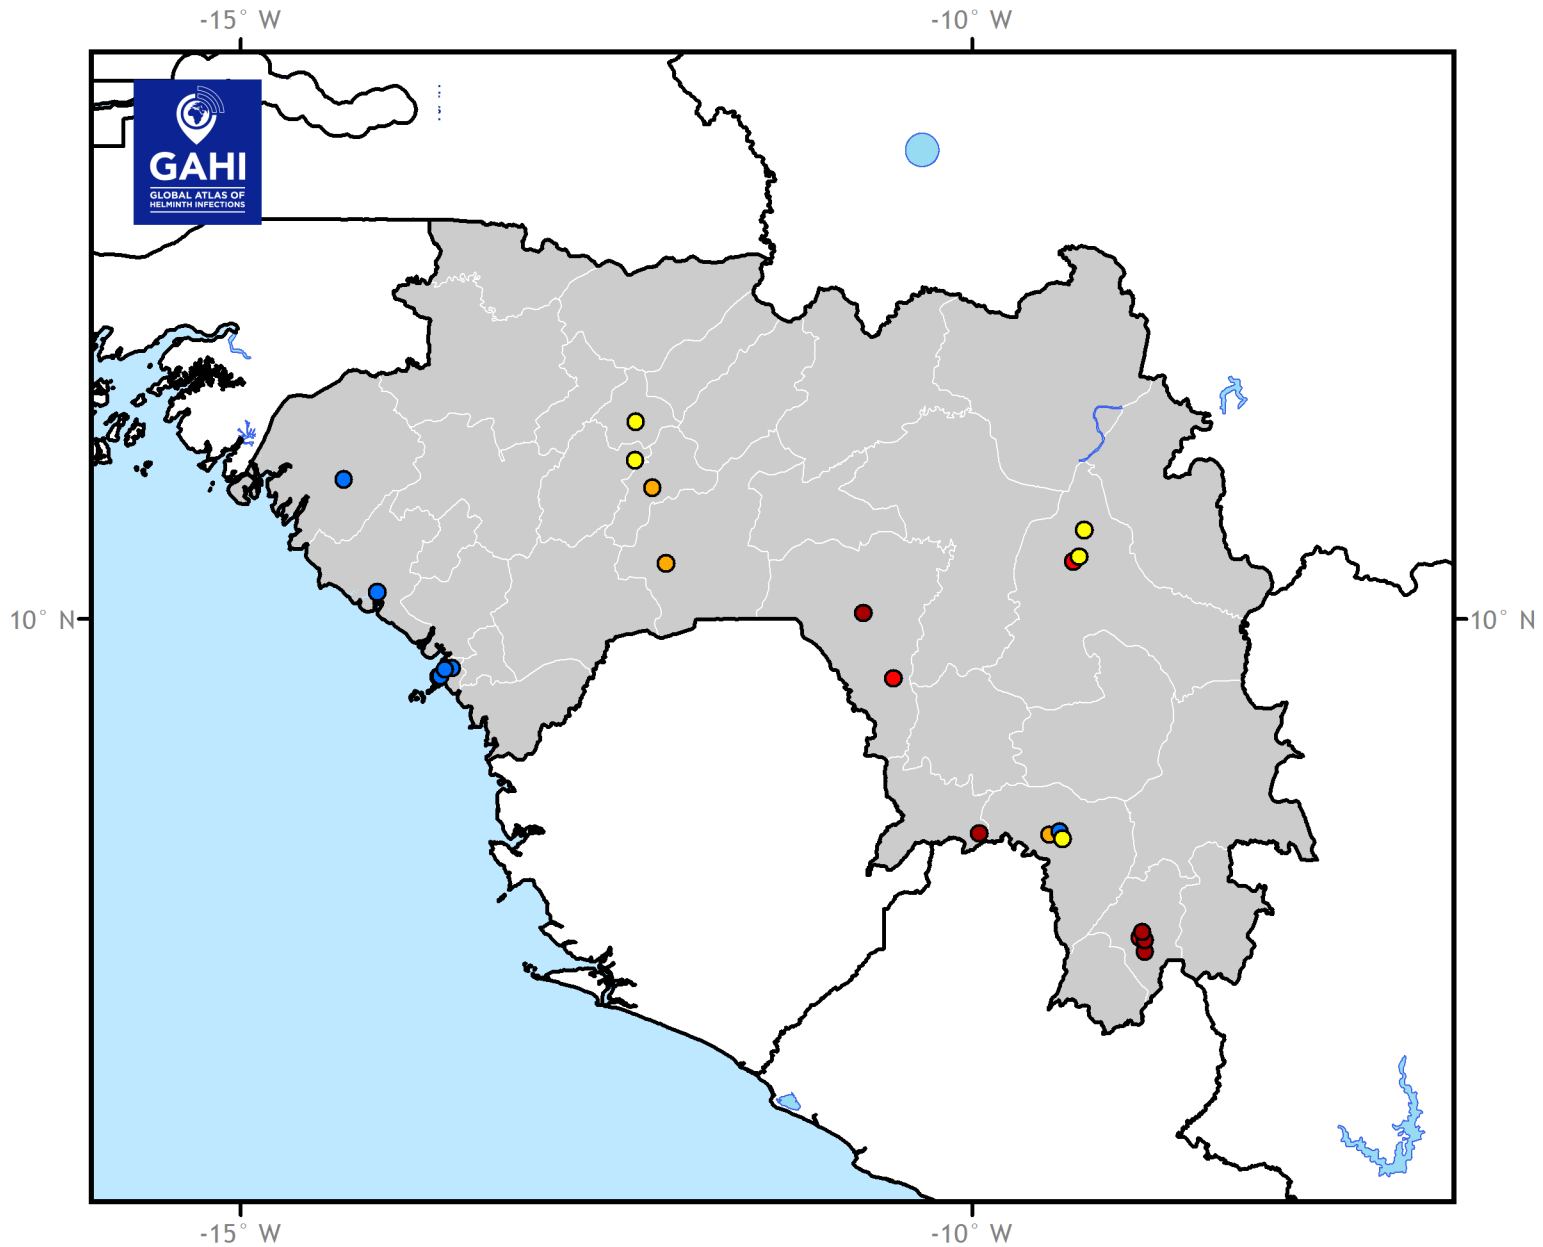 -15° W
-10° W
GAHI
GLOBAL ATLAS OF
HELMINTH INFECTIONS
10° N
10° N
-15° W
-10° W